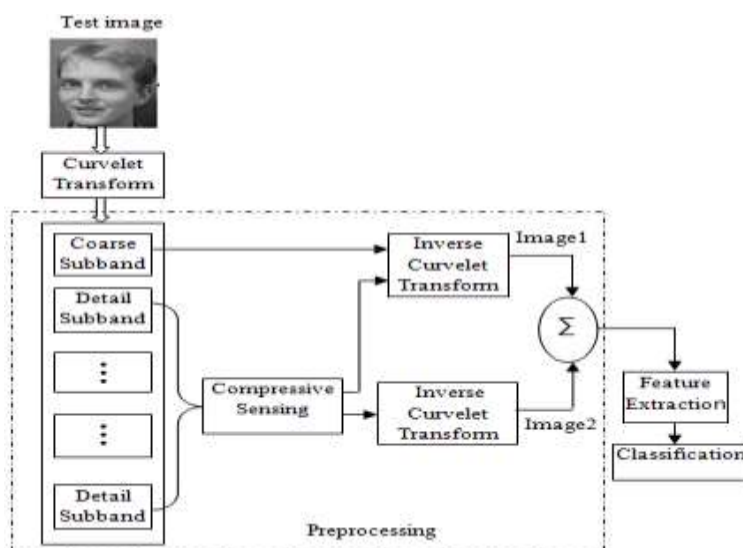 Test image
Curvelet
Transform
Coarse
Subband
Detail
Subband
Detail
Subband
Compressive
Sensing
Inverse
Curvelet
Transform
Inverse
Curvelet
Transform
Image1
Image2
Σ
Feature
Extraction
Classification
Preprocessing